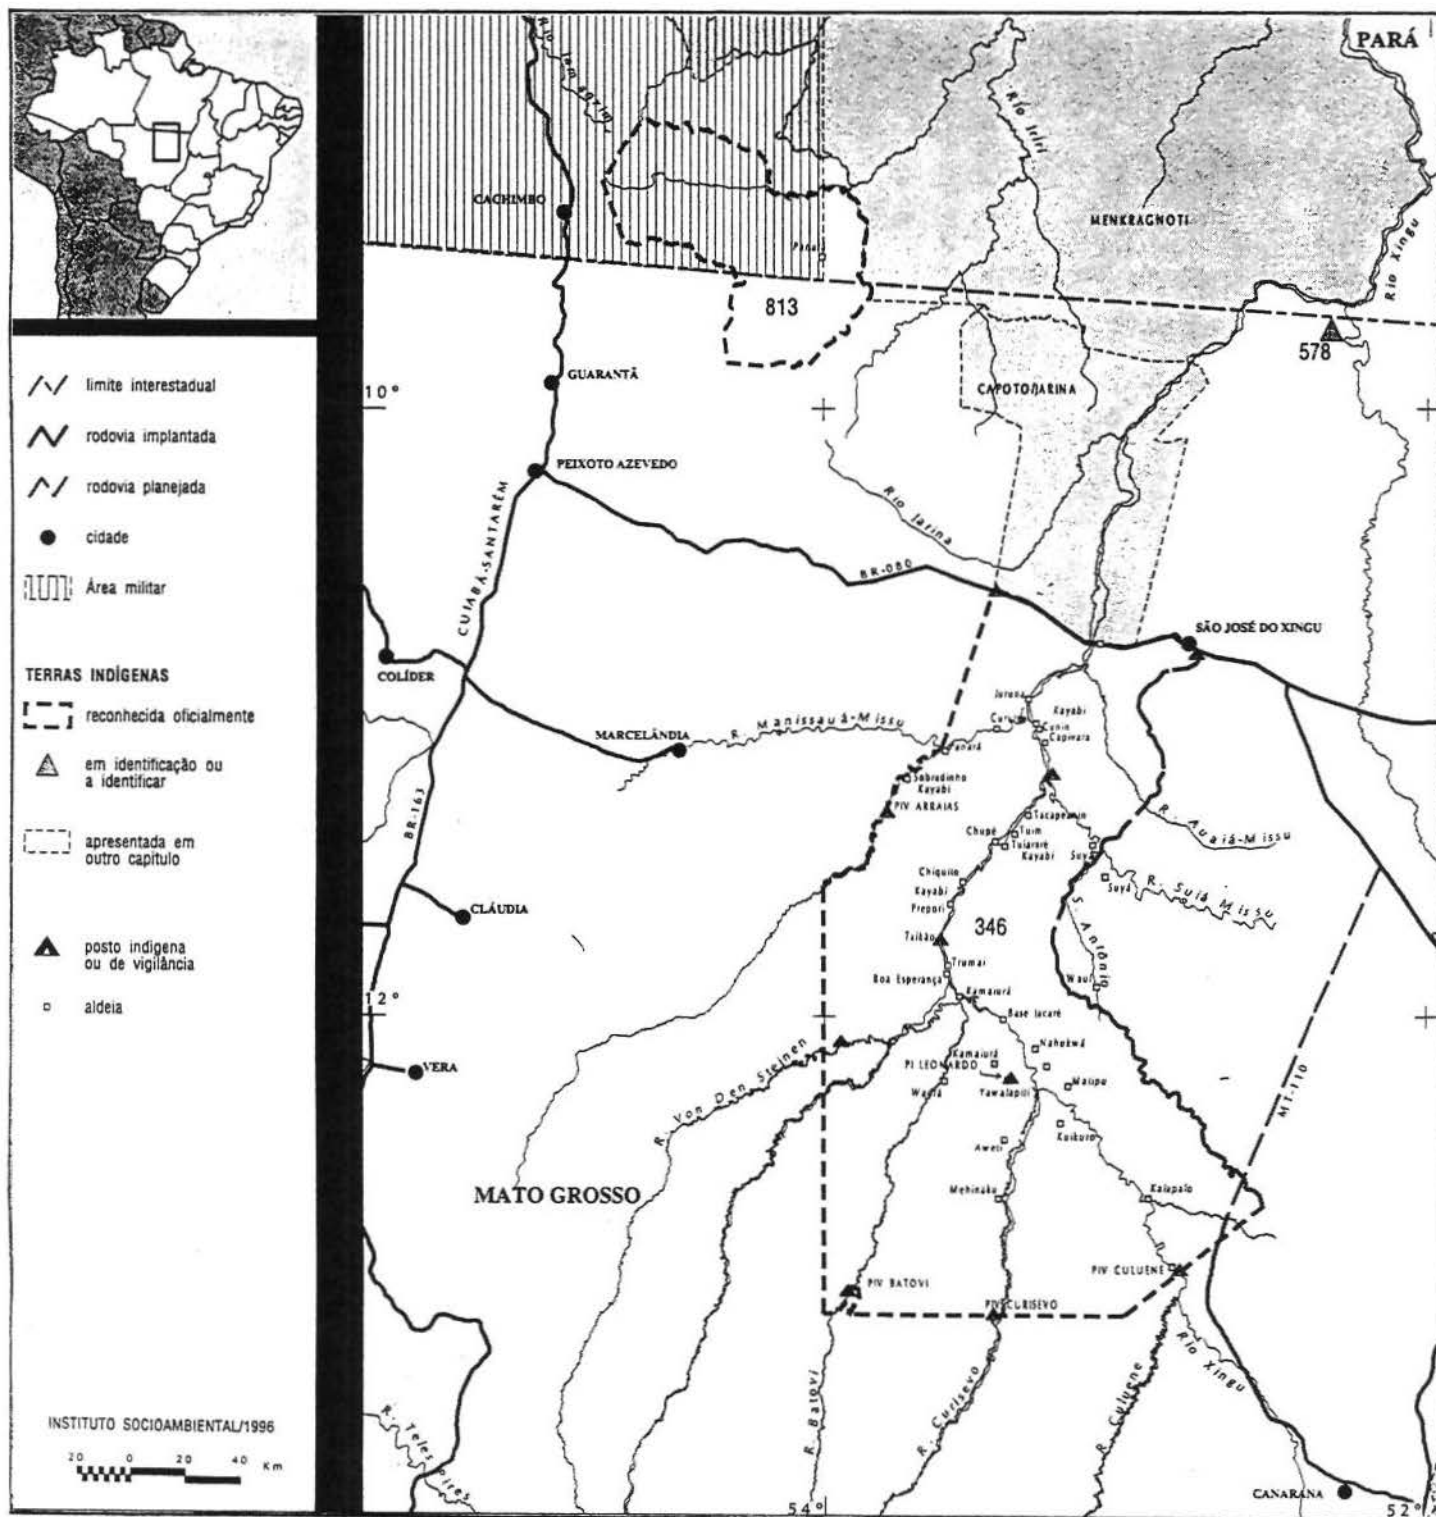 limite interestadual
rodovia implantada
rodovia planejada
cidade
Área militar
TERRAS INDÍGENAS
reconhecida oficialmente
em identificação ou
a identificar
apresentada em
outro capítulo
posto indígena
ou de vigilância
aldeia
INSTITUTO SOCIOAMBIENTAL/1996
20 0 20 40 Km
PARÁ
Rio Iriri
CACHIMBO
MENKRAGNOTI
Panará
Rio Xingu
813
578
GUARANTÃ
CAPOTO/JARINA
10°
PEIXOTO AZEVEDO
Rio Jarina
BR-080
CUIABÁ-SANTARÉM
SÃO JOSÉ DO XINGU
COLÍDER
Juruna
Kayabi
R. Manissauá-Missu
Cunin
Capivara
MARCELÂNDIA
Panará
Sobradinho
Kayabi
PIV ARRAIAS
BR-163
R. Auaiá-Missu
Chupé
Tuim
Tuiararé
Kayabi
Suyá
Suyá
R. Suiá Missu
Chiquito
Kayabi
Prepori
CLÁUDIA
S. Antônio
346
Txikão
Trumai
Boa Esperança
Kamaiurá
12°
Base Jacaré
Nahukwá
VERA
Kamaiurá
PI LEONARDO
Yawalapiti
Matipu
R. Von Den Steinen
MT-110
Kuikuro
Aweti
MATO GROSSO
Mehinaku
Kalapalo
PIV CULUENE
PIV BATOVI
PIV CURISEVO
Rio Xingu
R. Teles Pires
R. Batovi
R. Curisevo
R. Culuene
CANARANA
54°
52°